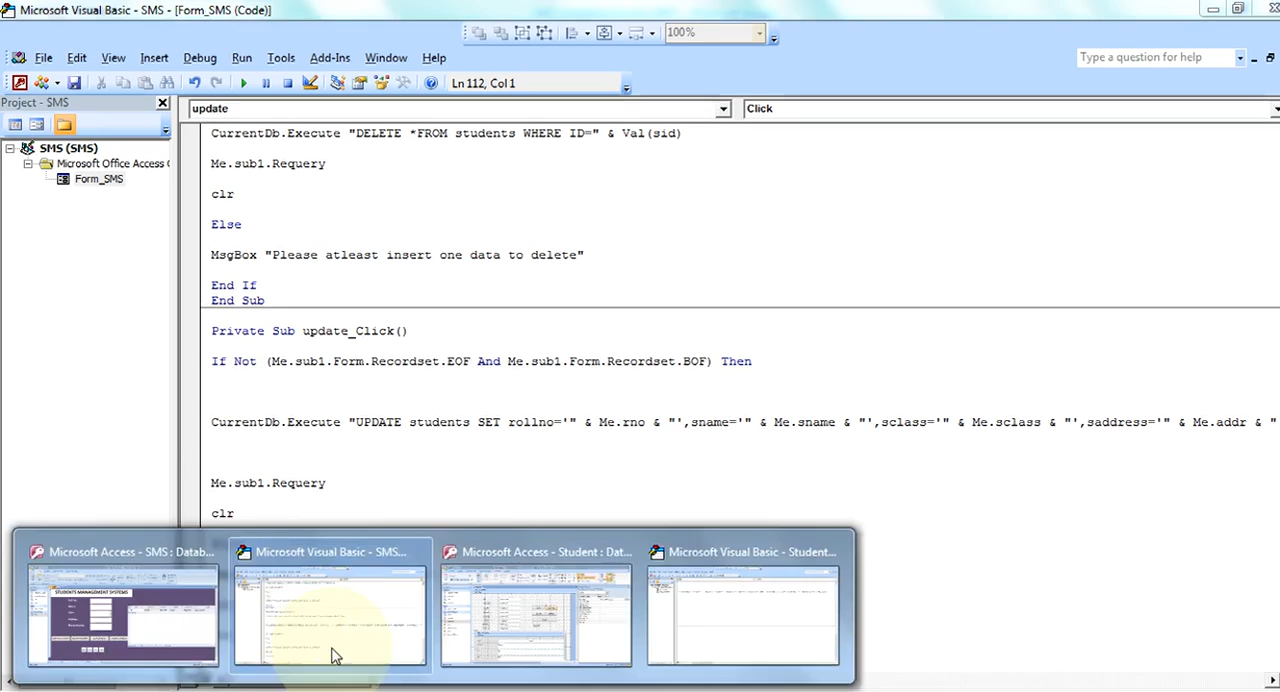 Microsoft Visual Basic - SMS - [Form_SMS (Code)]
100%
File Edit View Insert Debug Run Tools Add-Ins Window Help
Type a question for help
Ln 112, Col 1
Project - SMS
update
Click
SMS (SMS)
Microsoft Office Access C
Form_SMS
CurrentDb.Execute "DELETE *FROM students WHERE ID=" & Val(sid)
Me.sub1.Requery
clr
Else
MsgBox "Please atleast insert one data to delete"
End If
End Sub
Private Sub update_Click()
If Not (Me.sub1.Form.Recordset.EOF And Me.sub1.Form.Recordset.BOF) Then
CurrentDb.Execute "UPDATE students SET rollno='" & Me.rno & "',sname='" & Me.sname & "',sclass='" & Me.sclass & "',saddress='" & Me.addr & "
Me.sub1.Requery
clr
Microsoft Access - SMS : Datab...
Microsoft Visual Basic - SMS...
Microsoft Access - Student : Dat...
Microsoft Visual Basic - Student...
STUDENTS MANAGEMENT SYSTEMS